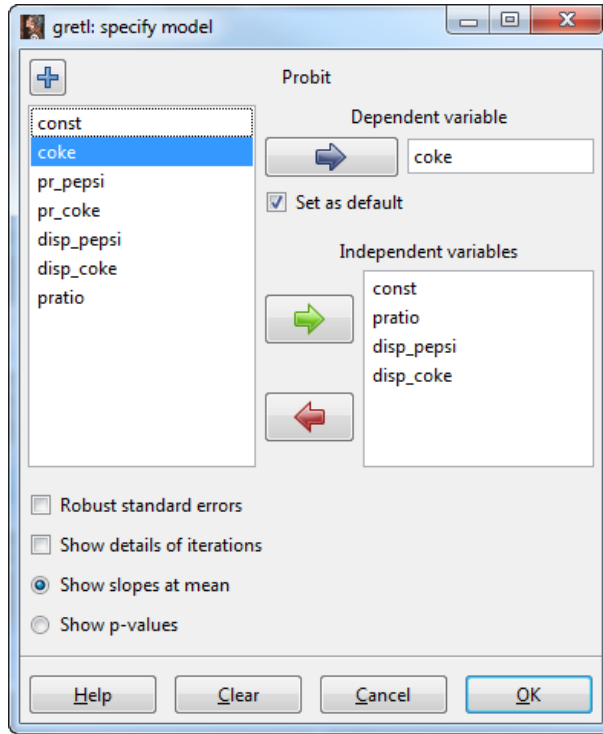 gretl: specify model
Probit
const
coke
pr_pepsi
pr_coke
disp_pepsi
disp_coke
pratio
Dependent variable
coke
Set as default
Independent variables
const
pratio
disp_pepsi
disp_coke
Robust standard errors
Show details of iterations
Show slopes at mean
Show p-values
Help Clear Cancel OK